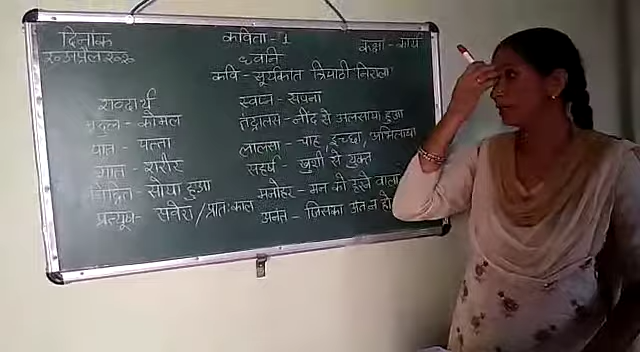 दिनांक
कविता - 1
कक्षा - कार्य
ध्वनि
कवि - सूर्यकांत त्रिपाठी निराला
शब्दार्थ
स्वप्न - सपना
मृदुल - कोमल
तंद्रालस - नींद से अलसाया हुआ
पात - पत्ता
लालसा - चाह, इच्छा, अभिलाषा
गात - शरीर
सहर्ष - खुशी से युक्त
निद्रित - सोया हुआ
मनोहर - मन को हरने वाला
प्रत्यूष - सवेरा / प्रातःकाल
अनंत - जिसका अंत न हो